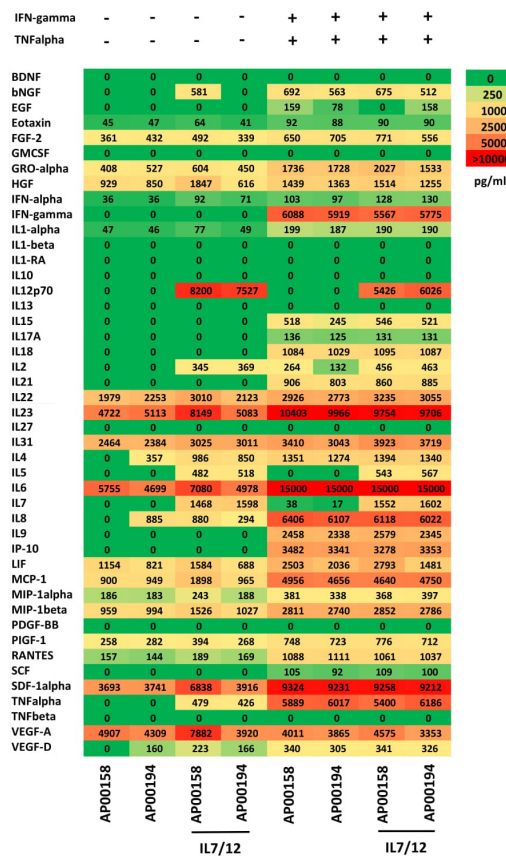 IFN-gamma - - - - + + + +
TNFalpha - - - - + + + +
BDNF 0 0 0 0 0 0 0 0 0
bNGF 0 0 581 0 692 563 675 512 250
EGF 0 0 0 0 159 78 0 158
Eotaxin 45 47 64 41 92 88 90 90 1000
FGF-2 361 432 492 339 650 705 771 556 2500
GMCSF 0 0 0 0 0 0 0 0 5000
GRO-alpha 408 527 604 450 1736 1728 2027 1533 >10000
HGF 929 850 1847 616 1439 1363 1514 1255 pg/ml
IFN-alpha 36 36 92 71 103 97 128 130
IFN-gamma 0 0 0 0 6088 5919 5567 5775
IL1-alpha 47 46 77 49 199 187 190 190
IL1-beta 0 0 0 0 0 0 0 0
IL1-RA 0 0 0 0 0 0 0 0
IL10 0 0 0 0 0 0 0 0
IL12p70 0 0 8200 7527 0 0 5426 6026
IL13 0 0 0 0 0 0 0 0
IL15 0 0 0 0 518 245 546 521
IL17A 0 0 0 0 136 125 131 131
IL18 0 0 0 0 1084 1029 1095 1087
IL2 0 0 345 369 264 132 456 463
IL21 0 0 0 0 906 803 860 885
IL22 1979 2253 3010 2123 2926 2773 3235 3055
IL23 4722 5113 8149 5083 10403 9966 9754 9706
IL27 0 0 0 0 0 0 0 0
IL31 2464 2384 3025 3011 3410 3043 3923 3719
IL4 0 357 986 850 1351 1274 1394 1340
IL5 0 0 482 518 0 0 543 567
IL6 5755 4699 7080 4978 15000 15000 15000 15000
IL7 0 0 1468 1598 38 17 1552 1602
IL8 0 885 880 294 6406 6107 6118 6022
IL9 0 0 0 0 2458 2338 2579 2345
IP-10 0 0 0 0 3482 3341 3278 3353
LIF 1154 821 1584 688 2503 2036 2793 1481
MCP-1 900 949 1898 965 4956 4656 4640 4750
MIP-1alpha 186 183 243 188 381 338 368 397
MIP-1beta 959 994 1526 1027 2811 2740 2852 2786
PDGF-BB 0 0 0 0 0 0 0 0
PIGF-1 258 282 394 268 748 723 776 712
RANTES 157 144 189 169 1088 1111 1061 1037
SCF 0 0 0 0 105 92 109 100
SDF-1alpha 3693 3741 6838 3916 9324 9231 9258 9212
TNFalpha 0 0 479 426 5889 6017 5400 6186
TNFbeta 0 0 0 0 0 0 0 0
VEGF-A 4907 4309 7882 3920 4011 3865 4575 3353
VEGF-D 0 160 223 166 340 305 341 326
AP00158 AP00194 AP00158 AP00194 AP00158 AP00194 AP00158 AP00194
IL7/12 IL7/12